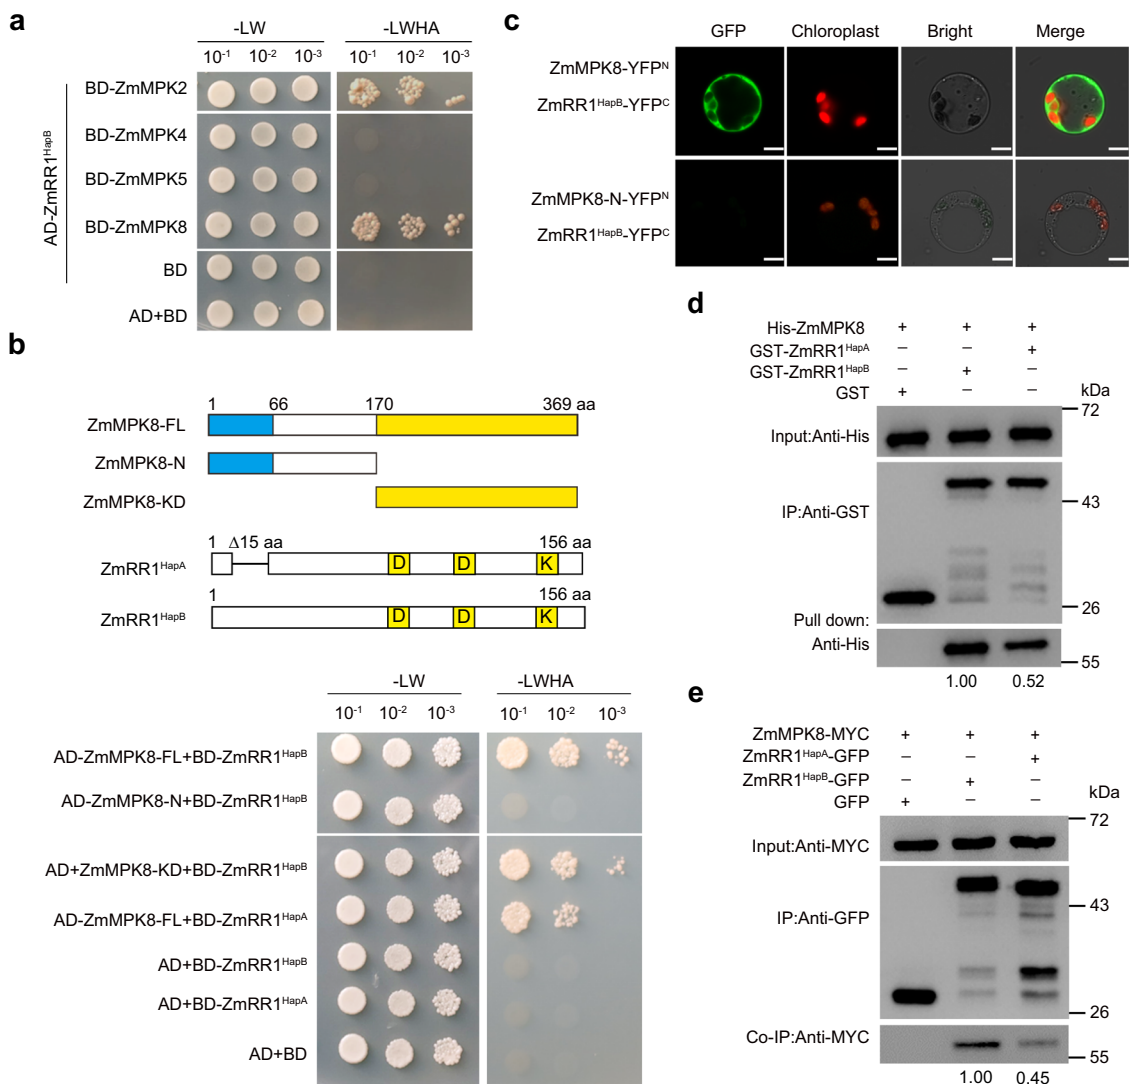 a
-LW -LWHA
10-1 10-2 10-3 10-1 10-2 10-3
AD-ZmRR1HapB
BD-ZmMPK2
BD-ZmMPK4
BD-ZmMPK5
BD-ZmMPK8
BD
AD+BD
b
1 66 170 369 aa
ZmMPK8-FL
ZmMPK8-N
ZmMPK8-KD
1 Δ15 aa 156 aa
ZmRR1HapA D D K
1 156 aa
ZmRR1HapB D D K
-LW -LWHA
10-1 10-2 10-3 10-1 10-2 10-3
AD-ZmMPK8-FL+BD-ZmRR1HapB
AD-ZmMPK8-N+BD-ZmRR1HapB
AD+ZmMPK8-KD+BD-ZmRR1HapB
AD-ZmMPK8-FL+BD-ZmRR1HapA
AD+BD-ZmRR1HapB
AD+BD-ZmRR1HapA
AD+BD
c
GFP Chloroplast Bright Merge
ZmMPK8-YFPN
ZmRR1HapB-YFPC
ZmMPK8-N-YFPN
ZmRR1HapB-YFPC
d
His-ZmMPK8 + + +
GST-ZmRR1HapA − − +
GST-ZmRR1HapB − + −
GST + − −
kDa
72
Input:Anti-His
IP:Anti-GST
43
26
Pull down:
Anti-His
55
1.00 0.52
e
ZmMPK8-MYC + + +
ZmRR1HapA-GFP − − +
ZmRR1HapB-GFP − + −
GFP + − −
kDa
72
Input:Anti-MYC
43
IP:Anti-GFP
26
Co-IP:Anti-MYC
55
1.00 0.45